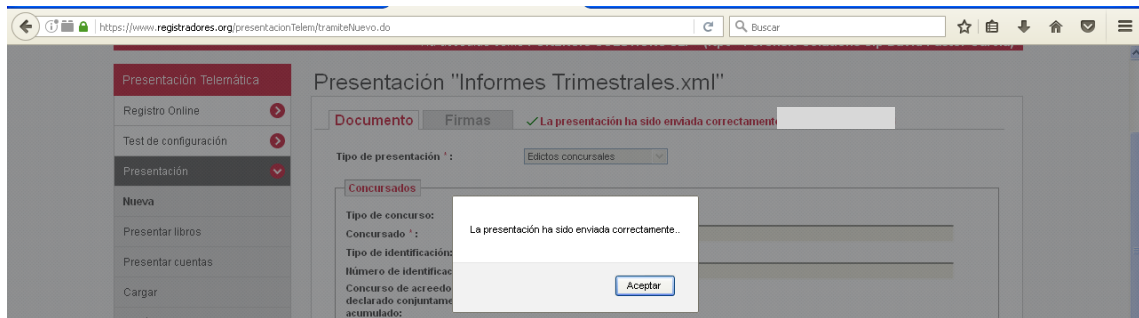 https://www.registradores.org/presentacionTelem/tramiteNuevo.do
Buscar
Presentación Telemática
Registro Online
Test de configuración
Presentación
Nueva
Presentar libros
Presentar cuentas
Cargar
Presentación "Informes Trimestrales.xml"
Documento
Firmas
La presentación ha sido enviada correctament
Tipo de presentación * :
Edictos concursales
Concursados
Tipo de concurso:
Concursado * :
Tipo de identificación:
Número de identificac
Concurso de acreedo
declarado conjuntame
acumulado:
La presentación ha sido enviada correctamente..
Aceptar